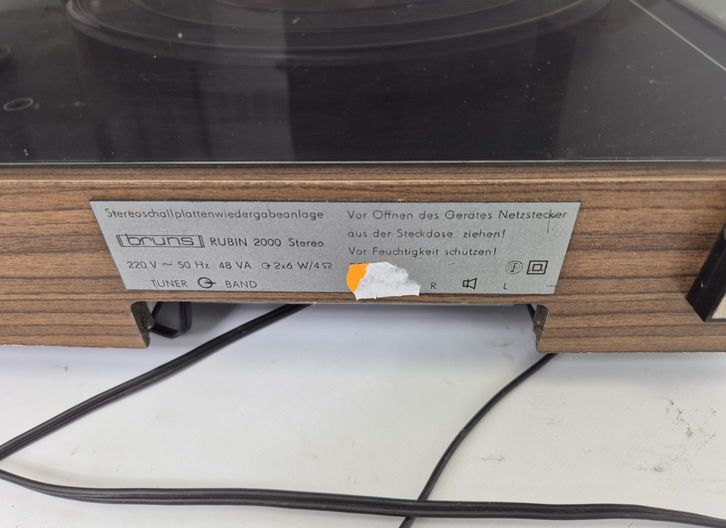 Stereoschallplattenwiedergabeanlage
bruns RUBIN 2000 Stereo
220 V ~ 50 Hz 48 VA 2x6 W/4Ω
TUNER BAND
Vor Öffnen des Gerätes Netzstecker
aus der Steckdose ziehen!
Vor Feuchtigkeit schützen!
R L